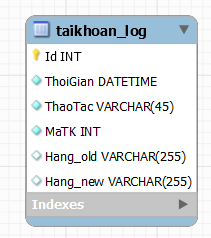 taikhoan_log
Id INT
ThoiGian DATETIME
ThaoTac VARCHAR(45)
MaTK INT
Hang_old VARCHAR(255)
Hang_new VARCHAR(255)
Indexes